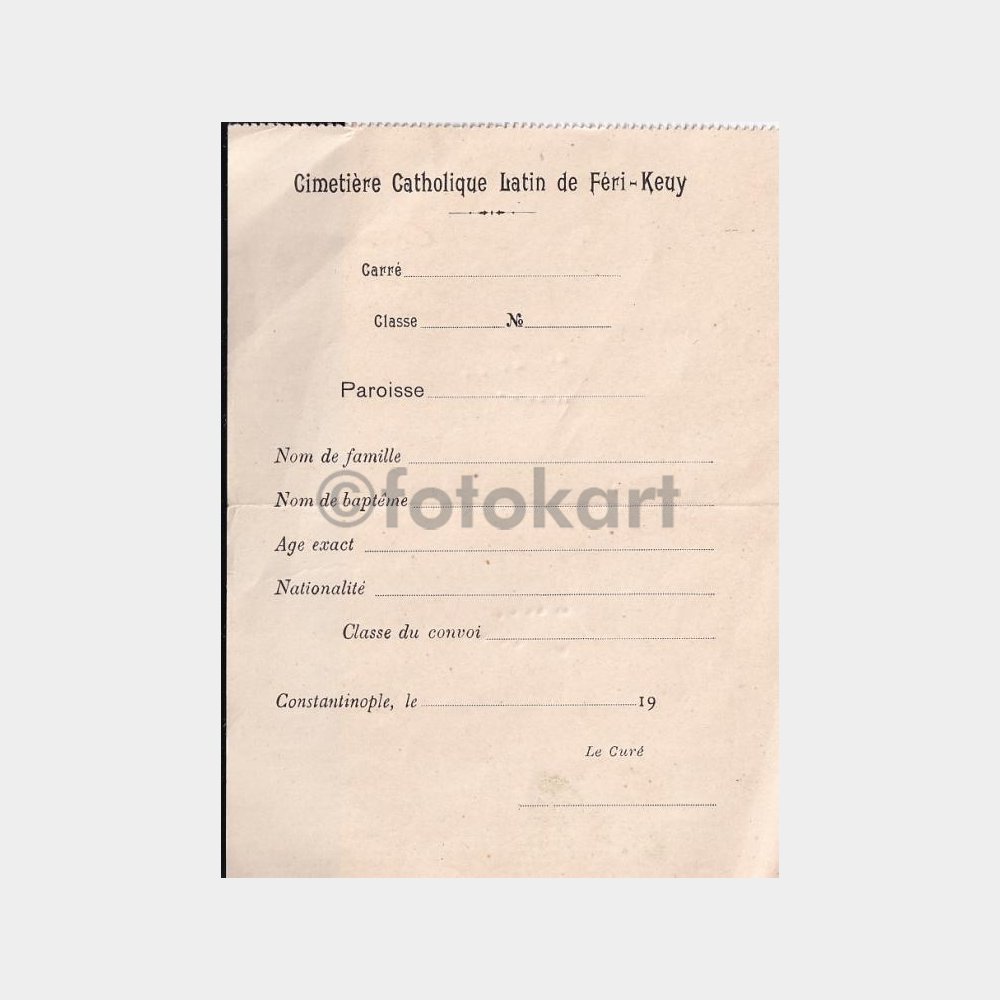 Cimetière Catholique Latin de Féri-Keuy
Carré
Classe № 
Paroisse
Nom de famille
©fotokart
Nom de baptême
Age exact
Nationalité
Classe du convoi
Constantinople, le 19
Le Curé